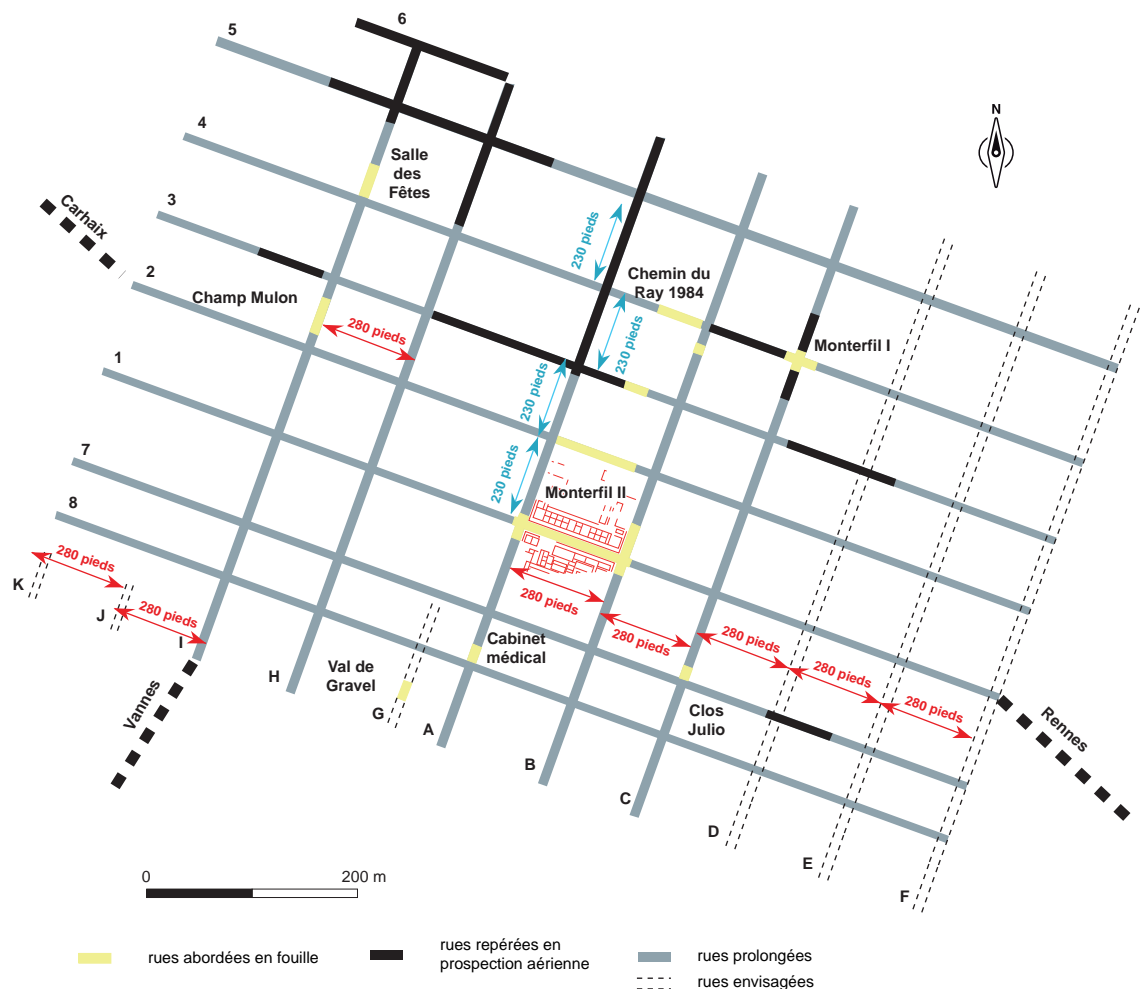 6
5
N
4
Salle
des
Fêtes
3
Carhaix
230 pieds
2
Chemin du
Ray 1984
Champ Mulon
280 pieds
230 pieds
Monterfil I
1
230 pieds
230 pieds
7
Monterfil II
8
280 pieds
K
280 pieds
J
280 pieds
I
Cabinet
médical
280 pieds
280 pieds
280 pieds
280 pieds
H
Val de
Gravel
G
A
Clos
Julio
Vannes
Rennes
B
C
D
E
F
0 200 m
rues abordées en fouille
rues repérées en
prospection aérienne
rues prolongées
rues envisagées